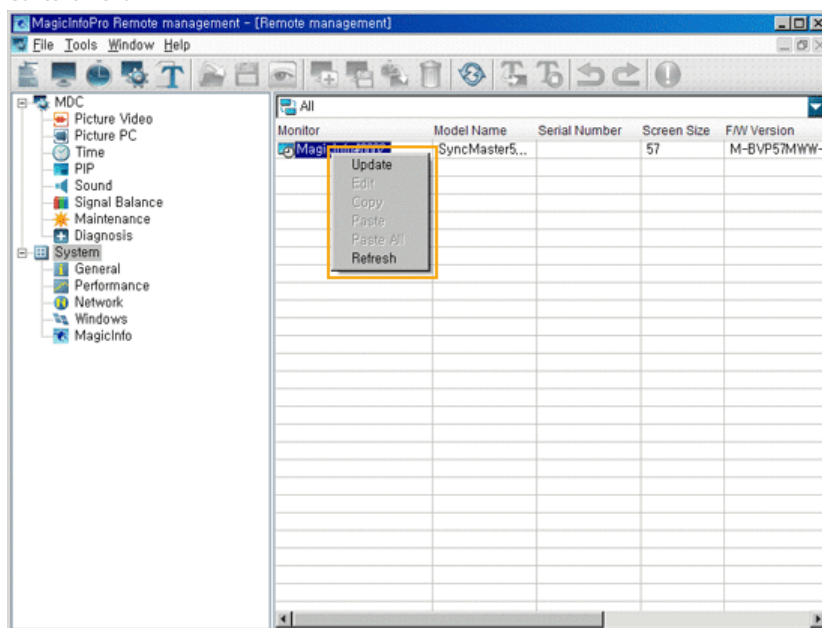 MagicInfoPro Remote management - [Remote management]
File Tools Window Help
MDC
Picture Video
Picture PC
Time
PIP
Sound
Signal Balance
Maintenance
Diagnosis
System
General
Performance
Network
Windows
MagicInfo
All
Monitor Model Name Serial Number Screen Size F/W Version
SyncMaster5... 57 M-BVP57MWW-
Update
Edit
Copy
Paste
Paste All
Refresh